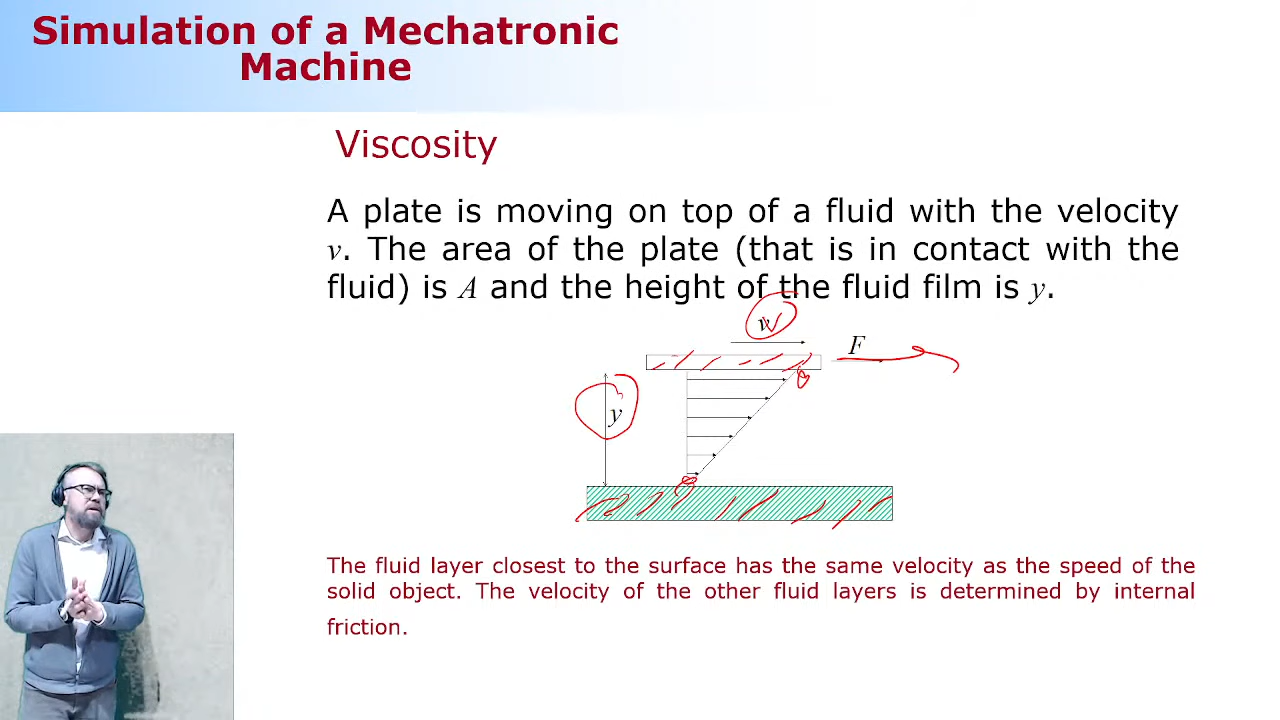 Simulation of a Mechatronic
Machine
Viscosity
A plate is moving on top of a fluid with the velocity
v. The area of the plate (that is in contact with the
fluid) is A and the height of the fluid film is y.
v
F
y
The fluid layer closest to the surface has the same velocity as the speed of the
solid object. The velocity of the other fluid layers is determined by internal
friction.